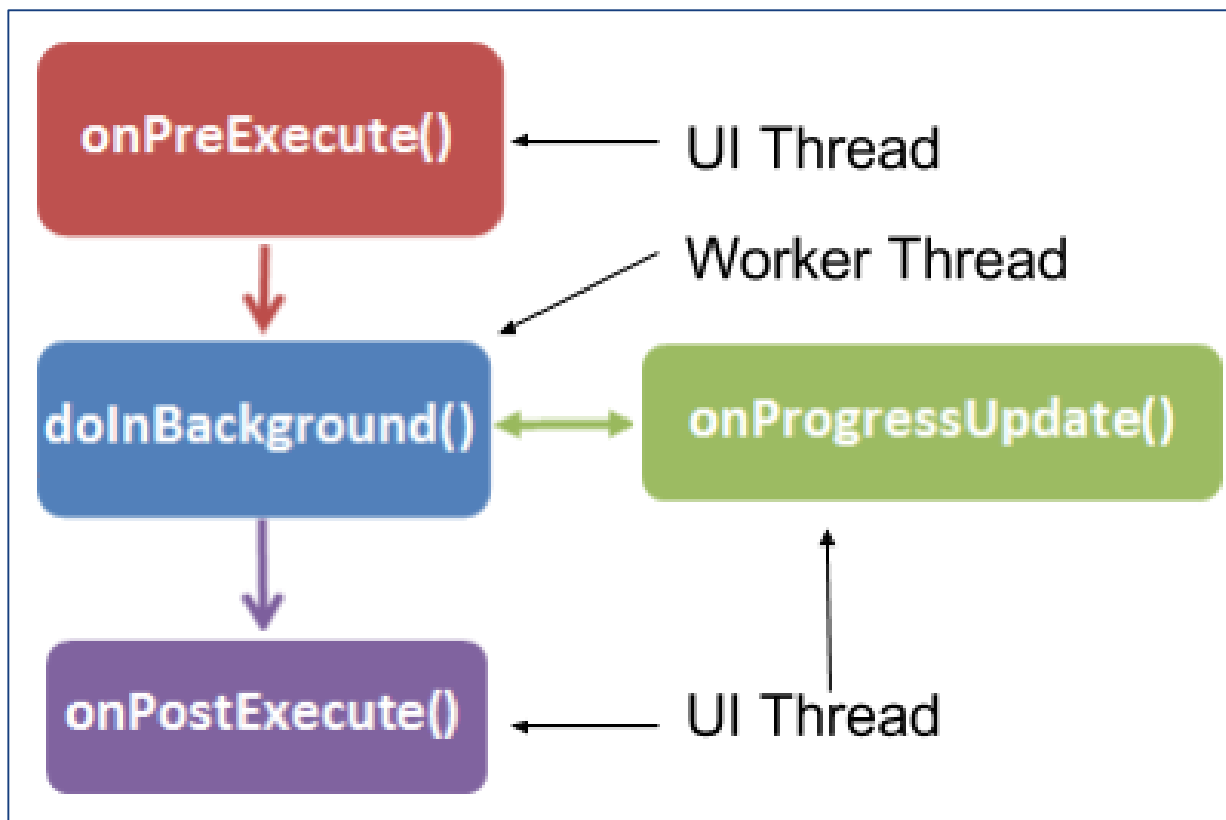 onPreExecute()
UI Thread
Worker Thread
doInBackground()
onProgressUpdate()
onPostExecute()
UI Thread